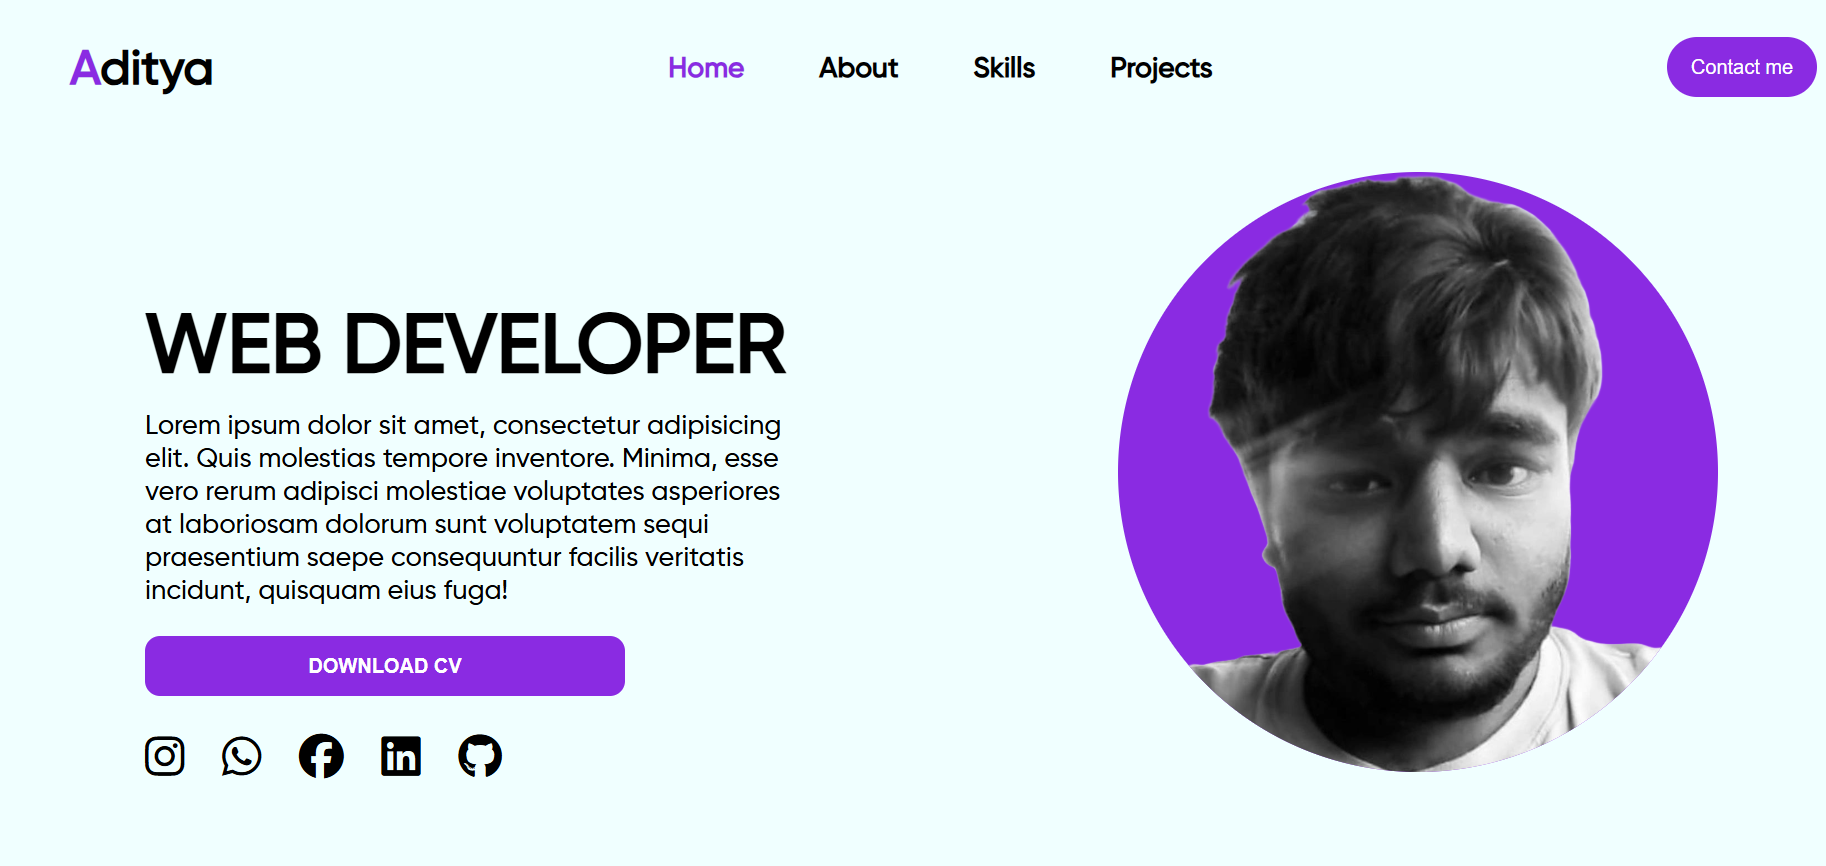 Aditya
Home
About
Skills
Projects
Contact me
WEB DEVELOPER
Lorem ipsum dolor sit amet, consectetur adipisicing
elit. Quis molestias tempore inventore. Minima, esse
vero rerum adipisci molestiae voluptates asperiores
at laboriosam dolorum sunt voluptatem sequi
praesentium saepe consequuntur facilis veritatis
incidunt, quisquam eius fuga!
DOWNLOAD CV